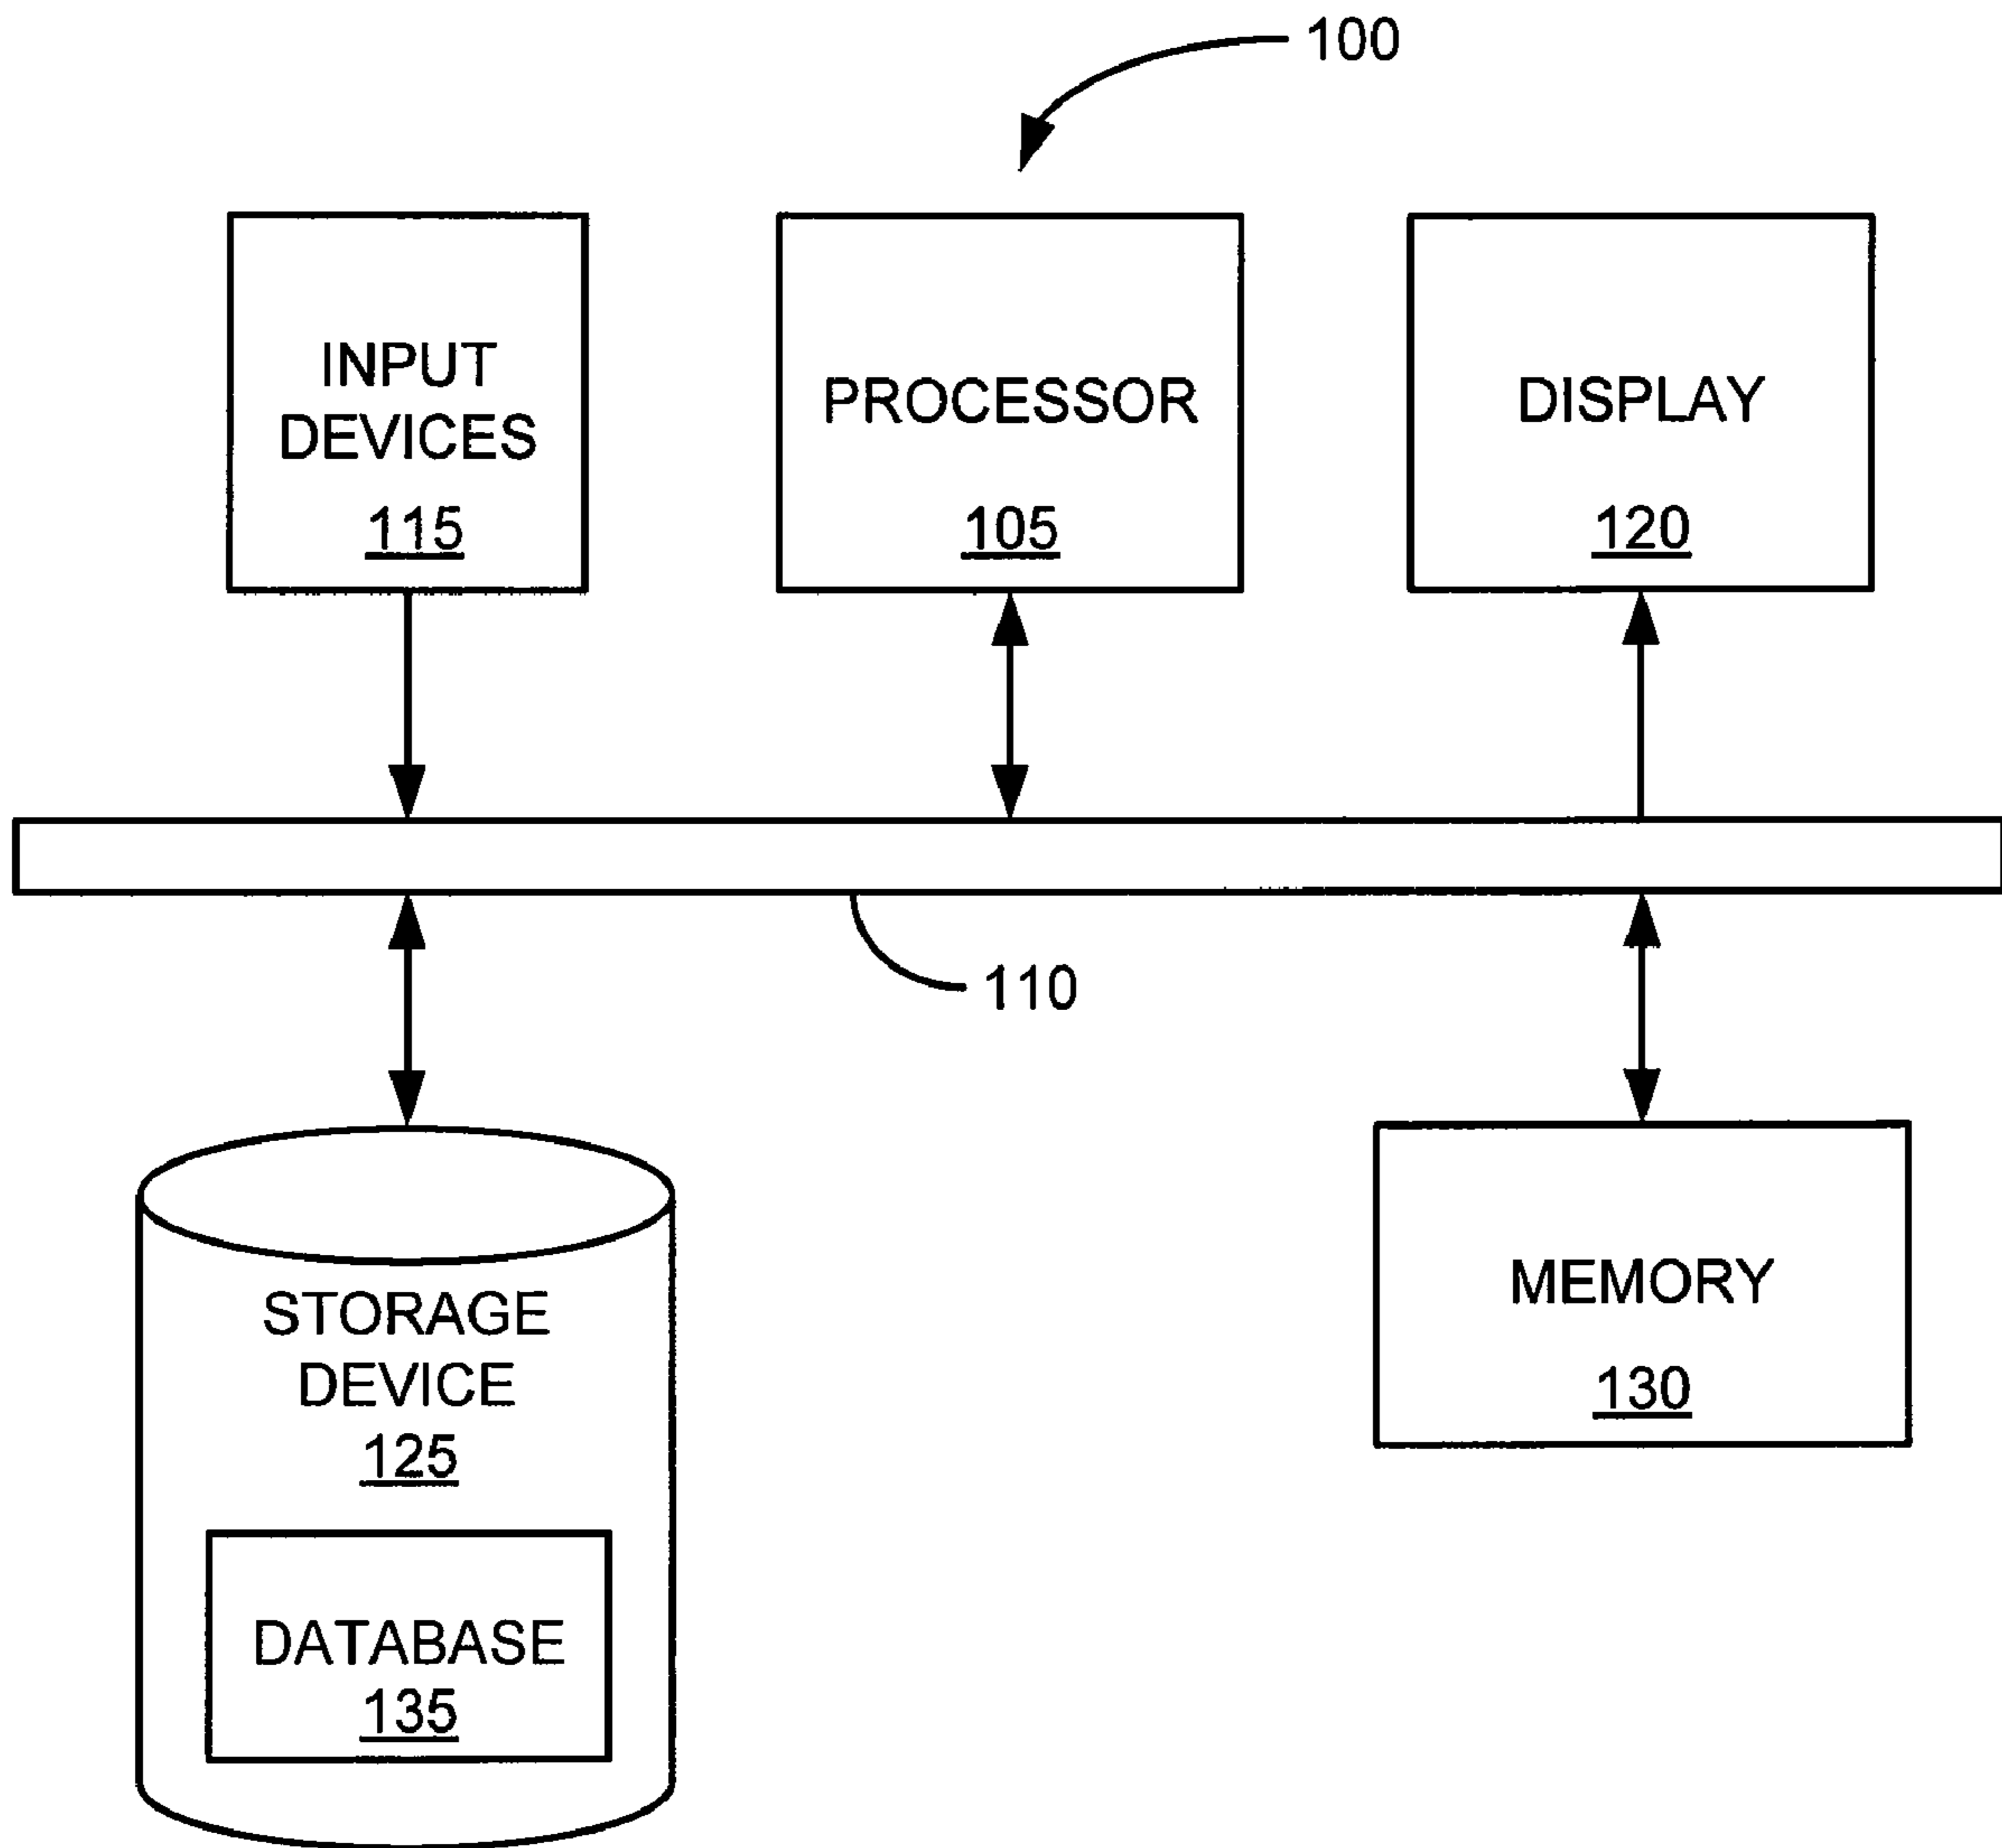 100
INPUT
DEVICES
115
PROCESSOR
105
DISPLAY
120
110
STORAGE
DEVICE
125
MEMORY
130
DATABASE
135